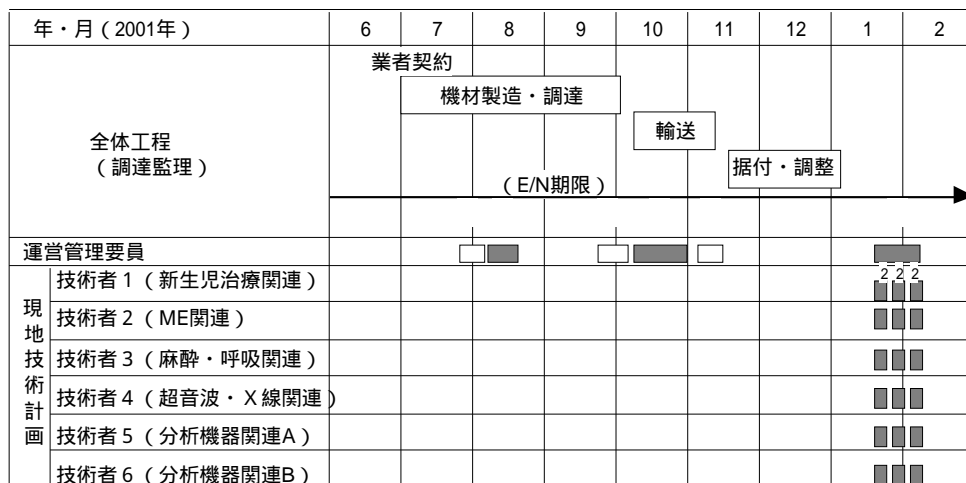 年・月（2001年） 6 7 8 9 10 11 12 1 2
業者契約
機材製造・調達
輸送
全体工程
（調達監理）
据付・調整
（E/N期限）
運営管理要員
現地技術計画
技術者１（新生児治療関連） 2 2 2
技術者２（ME関連）
技術者３（麻酔・呼吸関連）
技術者４（超音波・Ｘ線関連）
技術者５（分析機器関連A）
技術者６（分析機器関連B）